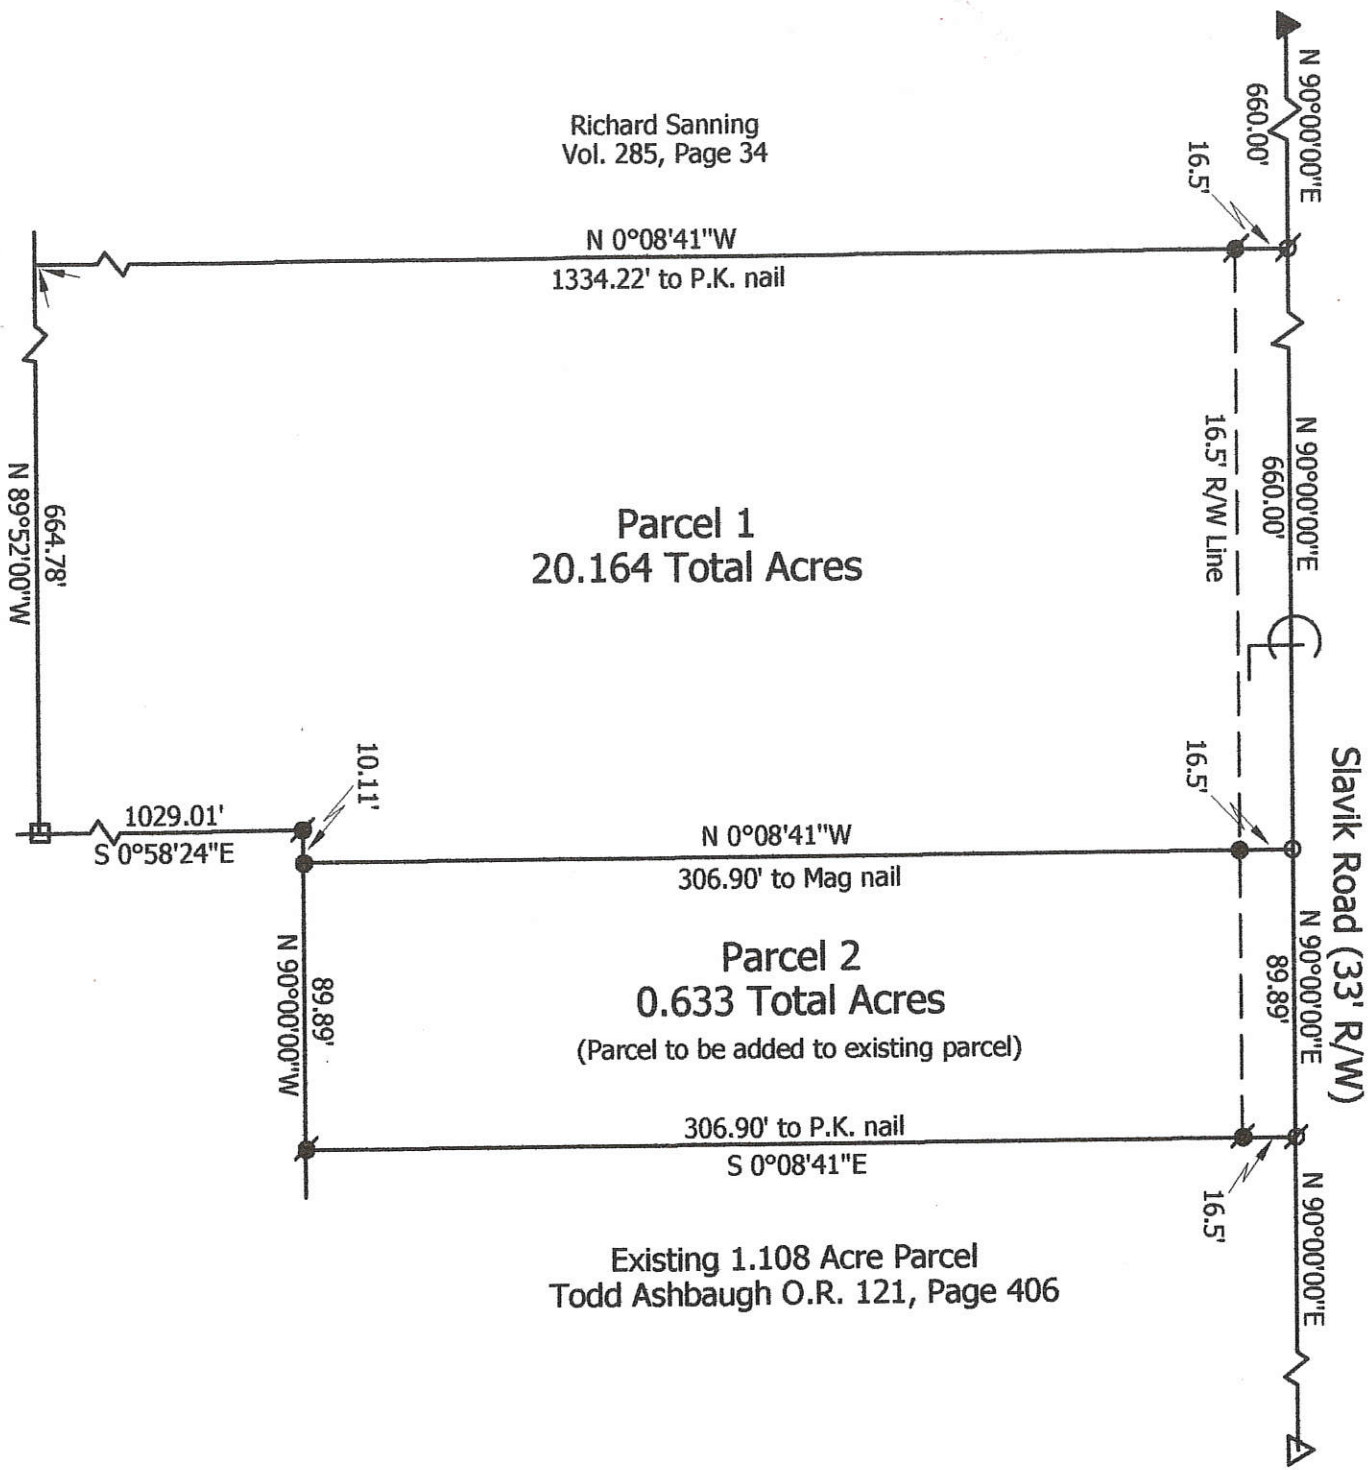 N 90°00'00"E
660.00'
16.5'
Richard Sanning
Vol. 285, Page 34
N 0°08'41"W
1334.22' to P.K. nail
N 90°00'00"E
660.00'
16.5' R/W Line
664.78'
N 89°52'00"W
Parcel 1
20.164 Total Acres
Slavik Road (33' R/W)
16.5'
10.11'
1029.01'
S 0°58'24"E
N 0°08'41"W
306.90' to Mag nail
N 90°00'00"E
89.89'
89.89'
N 90°00'00"W
Parcel 2
0.633 Total Acres
(Parcel to be added to existing parcel)
306.90' to P.K. nail
S 0°08'41"E
16.5'
N 90°00'00"E
Existing 1.108 Acre Parcel
Todd Ashbaugh O.R. 121, Page 406